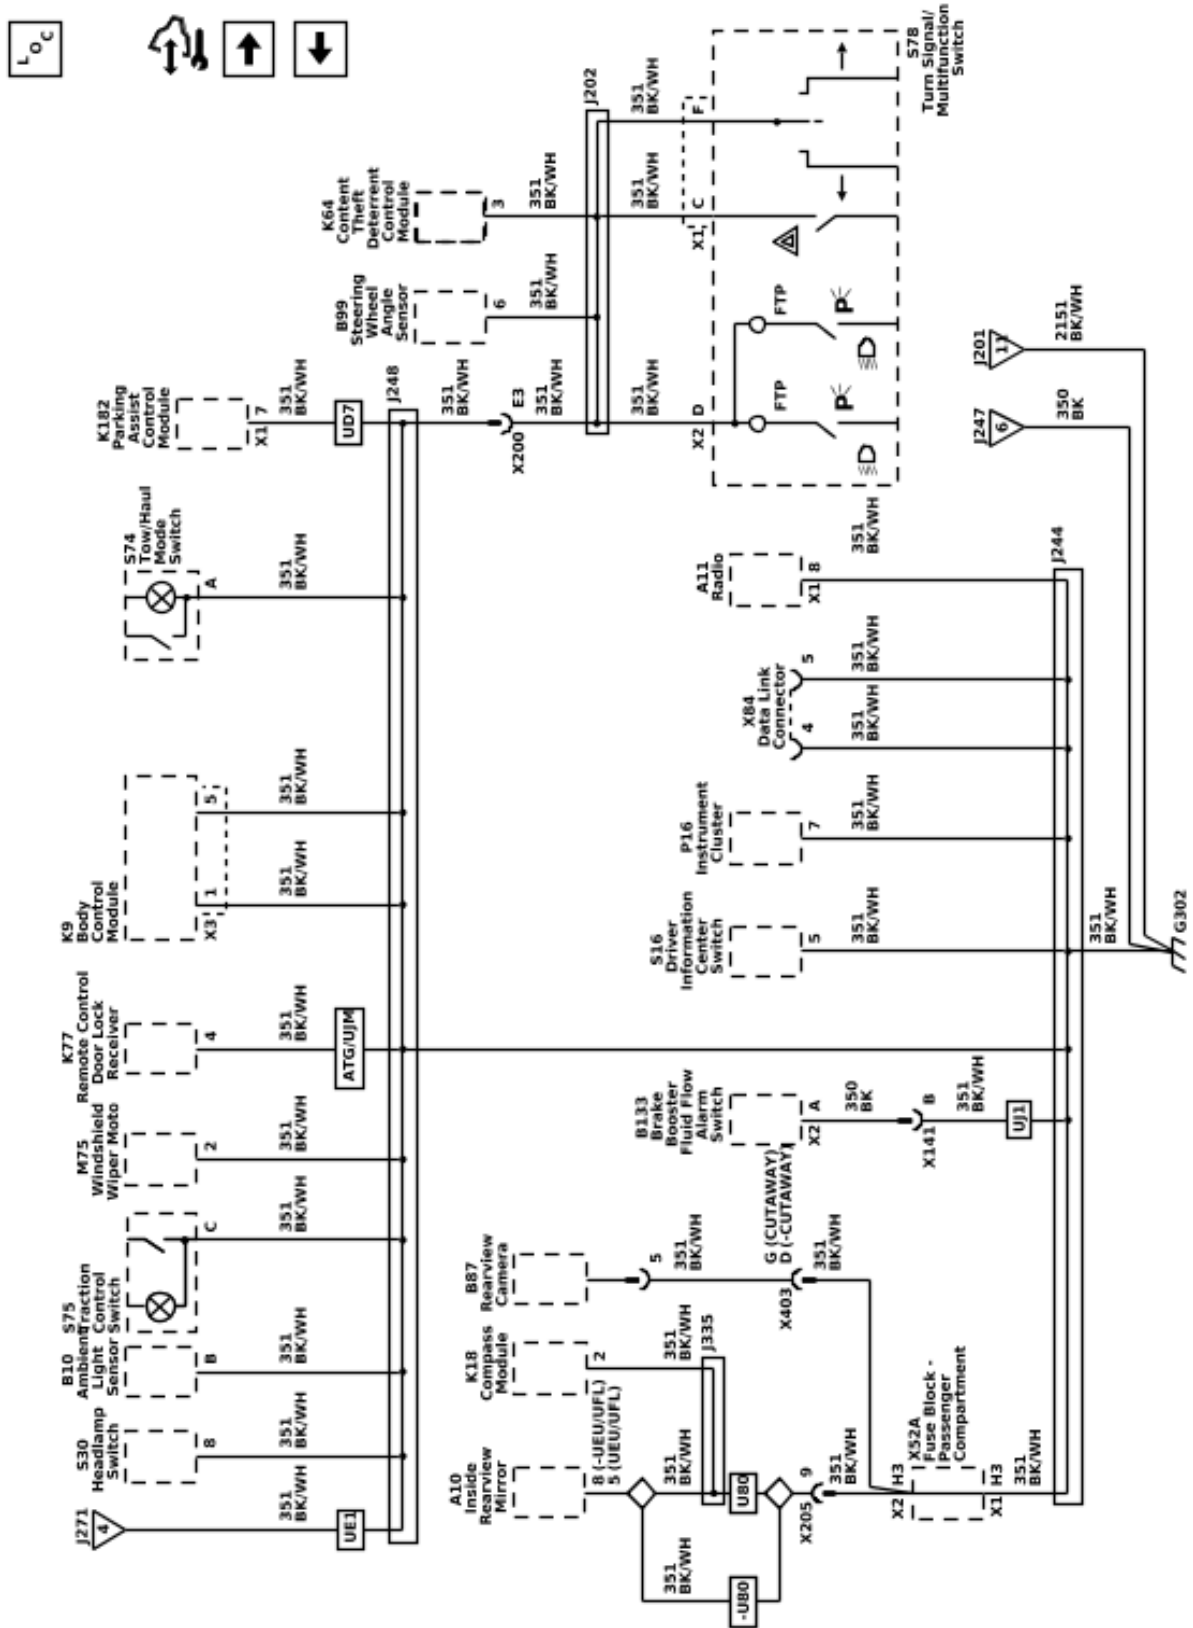 L
O
C
J271
4
351
BK/WH
UE1
S30
Headlamp
Switch
8
351
BK/WH
B10
Ambient
Light
Sensor
B
351
BK/WH
S75
Traction
Control
Switch
C
351
BK/WH
M75
Windshield
Wiper Moto
2
351
BK/WH
K77
Remote Control
Door Lock
Receiver
4
351
BK/WH
ATG/UJM
K9
Body
Control
Module
X3
1
5
351
BK/WH
351
BK/WH
S74
Tow/Haul
Mode
Switch
A
351
BK/WH
K182
Parking
Assist
Control
Module
X1
7
351
BK/WH
UD7
J248
351
BK/WH
X200
E3
351
BK/WH
B99
Steering
Wheel
Angle
Sensor
6
351
BK/WH
K64
Content
Theft
Deterrent
Control
Module
3
351
BK/WH
J202
351
BK/WH
351
BK/WH
351
BK/WH
X2
D
X1
C
F
FTP
P
FTP
P
S78
Turn Signal/
Multifunction
Switch
A10
Inside
Rearview
Mirror
8 (-UEU/UFL)
5 (UEU/UFL)
351
BK/WH
351
BK/WH
-U80
U80
K18
Compass
Module
2
351
BK/WH
J335
B87
Rearview
Camera
5
351
BK/WH
G (CUTAWAY)
D (-CUTAWAY)
X403
351
BK/WH
X205
9
351
BK/WH
X2
H3
X52A
Fuse Block -
Passenger
Compartment
X1
H3
351
BK/WH
B133
Brake
Booster
Fluid Flow
Alarm
Switch
X2
A
350
BK
X141
B
351
BK/WH
UJ1
S16
Driver
Information
Center
Switch
5
351
BK/WH
P16
Instrument
Cluster
7
351
BK/WH
X84
Data Link
Connector
4
5
351
BK/WH
351
BK/WH
A11
Radio
X1
8
351
BK/WH
J244
J247
6
350
BK
J201
11
2151
BK/WH
351
BK/WH
G302